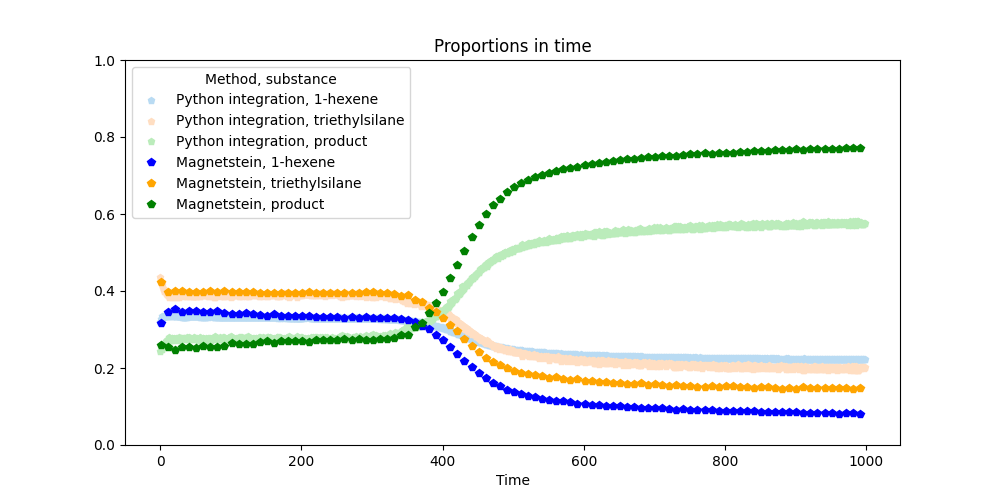 Proportions in time
1.0
0.8
0.6
0.4
0.2
0.0
Method, substance
Python integration, 1-hexene
Python integration, triethylsilane
Python integration, product
Magnetstein, 1-hexene
Magnetstein, triethylsilane
Magnetstein, product
0 200 400 600 800 1000
Time